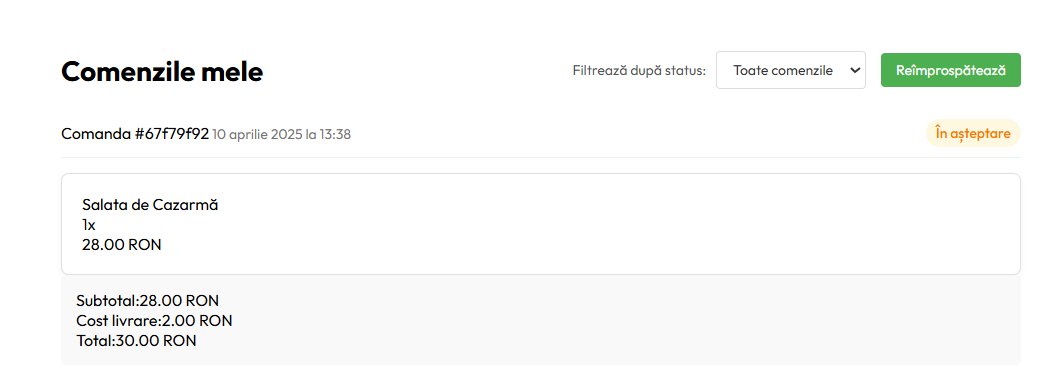 Comenzile mele
Filtrează după status: Toate comenzile Reîmprospătează
Comanda #67f79f92 10 aprilie 2025 la 13:38 În așteptare
Salata de Cazarmă
1x
28.00 RON
Subtotal:28.00 RON
Cost livrare:2.00 RON
Total:30.00 RON